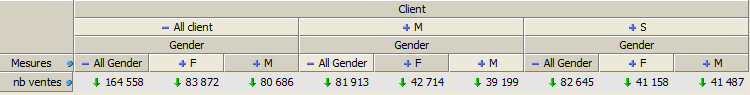 Client
All client M S
Gender Gender Gender
Mesures All Gender F M All Gender F M All Gender F M
nb ventes 164 558 83 872 80 686 81 913 42 714 39 199 82 645 41 158 41 487